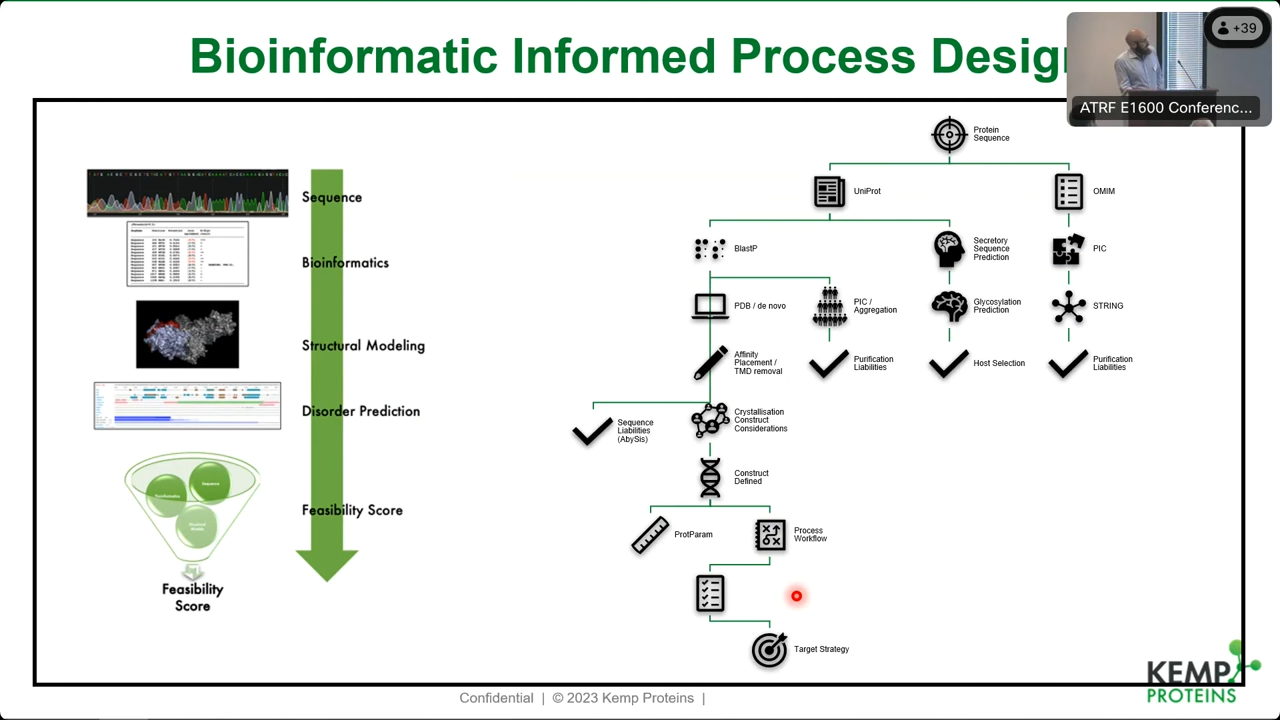 Bioinformatic Informed Process Desig
+39
ATRF E1600 Conferenc...
Sequence
Bioinformatics
Structural Modeling
Disorder Prediction
Feasibility Score
Sequence
Feasibility
Score
Protein
Sequence
UniProt
OMIM
BlastP
Secretory
Sequence
Prediction
PIC
PDB / de novo
PIC /
Aggregation
Glycosylation
Prediction
STRING
Affinity
Placement /
TMD removal
Purification
Liabilities
Host Selection
Purification
Liabilities
Sequence
Liabilities
(AbySis)
Crystallisation
Construct
Considerations
Construct
Defined
ProtParam
Process
Workflow
Target Strategy
Confidential | © 2023 Kemp Proteins |
KEMP
PROTEINS